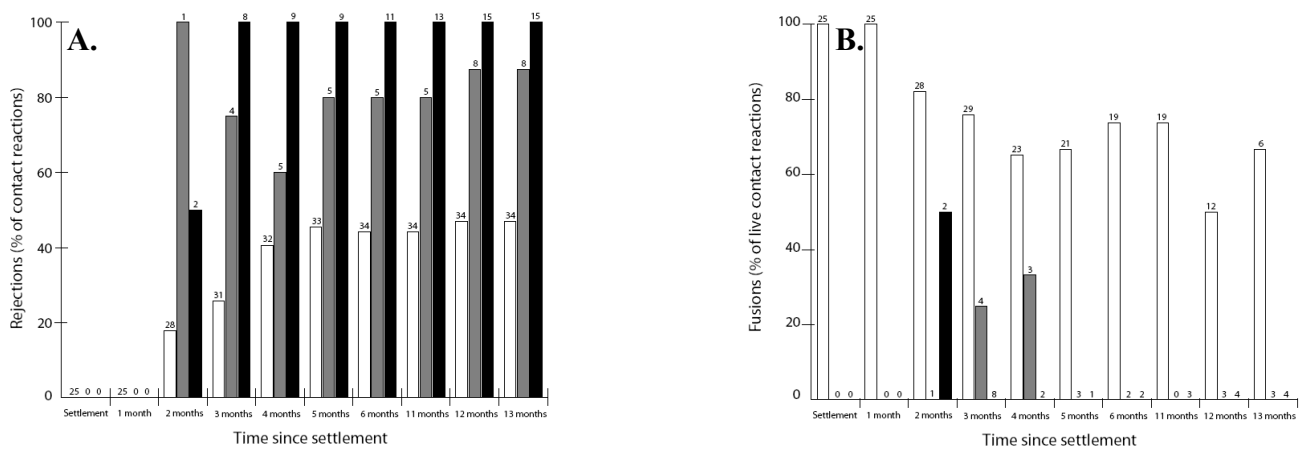 A.
Rejections (% of contact reactions)
100
80
60
40
20
0
25 0 0
25 0 0
28 1 2
31 4 8
32 5 9
33 5 9
34 5 11
34 5 13
34 8 15
34 8 15
Settlement 1 month 2 months 3 months 4 months 5 months 6 months 11 months 12 months 13 months
Time since settlement
B.
Fusions (% of live contact reactions)
100
80
60
40
20
0
25 0 0
25 0 0
28 1 2
29 4 8
23 3 2
21 3 1
19 2 2
19 0 3
12 3 4
6 3 4
Settlement 1 month 2 months 3 months 4 months 5 months 6 months 11 months 12 months 13 months
Time since settlement